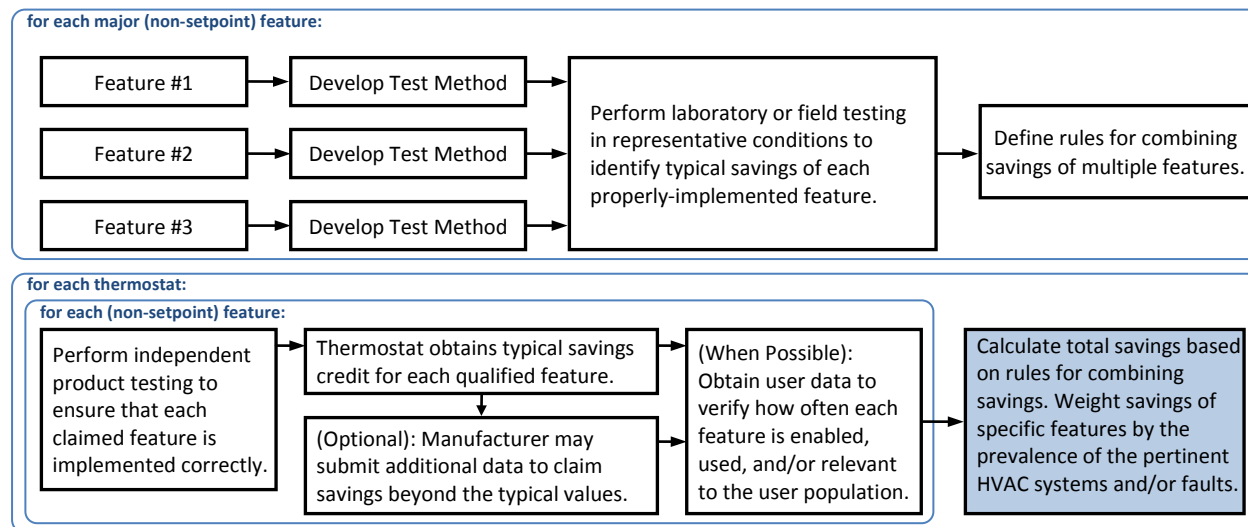 for each major (non-setpoint) feature:
Feature #1
Develop Test Method
Feature #2
Develop Test Method
Feature #3
Develop Test Method
Perform laboratory or field testing
in representative conditions to
identify typical savings of each
properly-implemented feature.
Define rules for combining
savings of multiple features.
for each thermostat:
for each (non-setpoint) feature:
Perform independent
product testing to
ensure that each
claimed feature is
implemented correctly.
Thermostat obtains typical savings
credit for each qualified feature.
(Optional): Manufacturer may
submit additional data to claim
savings beyond the typical values.
(When Possible):
Obtain user data to
verify how often each
feature is enabled,
used, and/or relevant
to the user population.
Calculate total savings based
on rules for combining
savings. Weight savings of
specific features by the
prevalence of the pertinent
HVAC systems and/or faults.